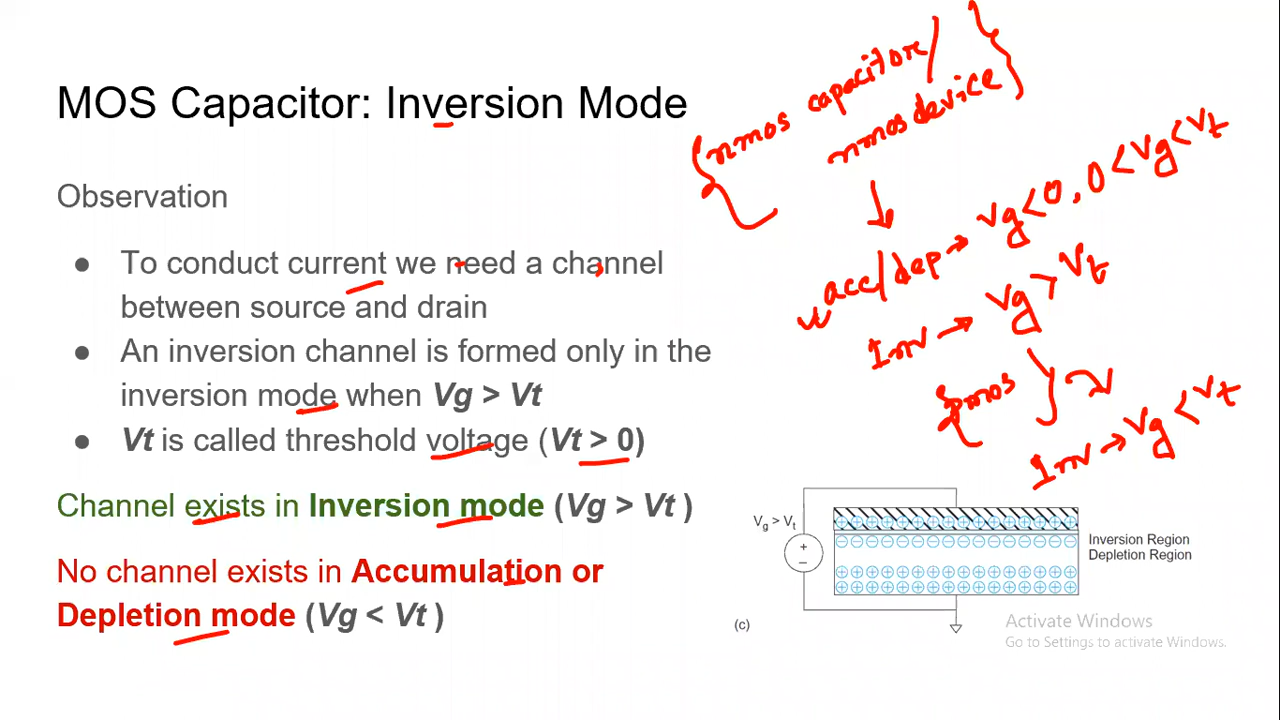 MOS Capacitor: Inversion Mode
Observation
● To conduct current we need a channel
between source and drain
● An inversion channel is formed only in the
inversion mode when Vg > Vt
● Vt is called threshold voltage (Vt > 0)
Channel exists in Inversion mode (Vg > Vt )
No channel exists in Accumulation or
Depletion mode (Vg < Vt )
{nmos capacitor/
nmos device}
acc/dep → Vg < 0, 0 < Vg < Vt
Inv → Vg > Vt
{pmos}
Inv → Vg < Vt
Vg > Vt
+
−
Inversion Region
Depletion Region
(c)
Activate Windows
Go to Settings to activate Windows.